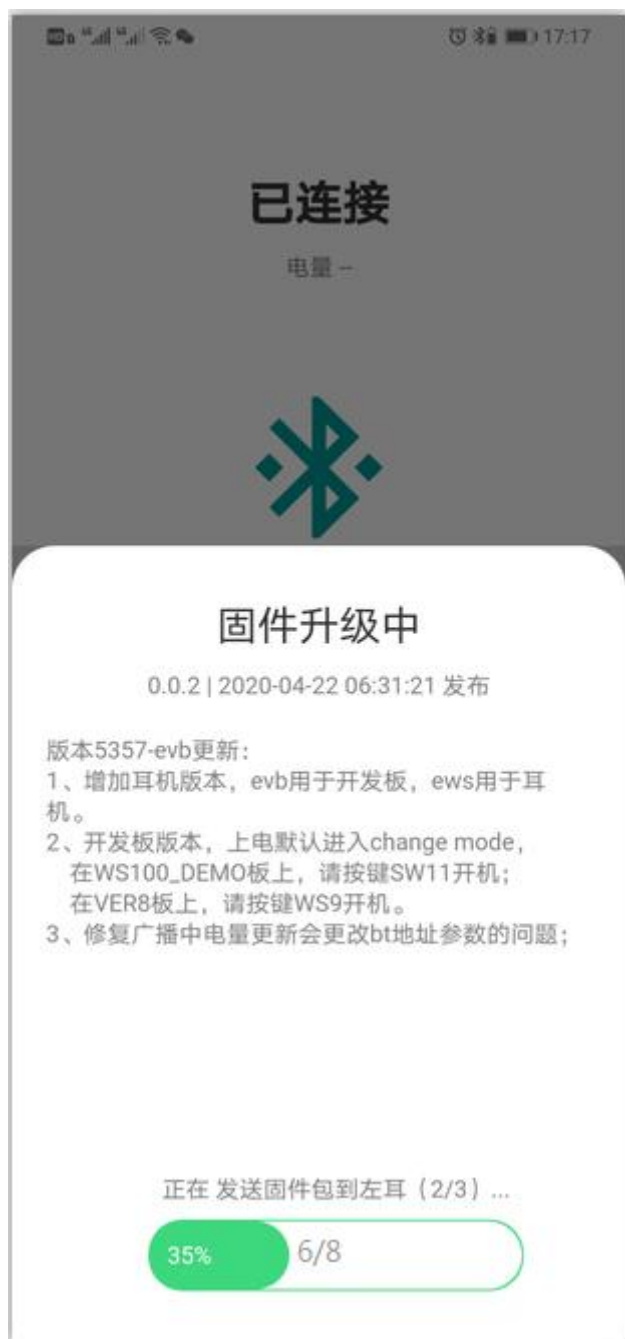 17:17
已连接
电量 --
固件升级中
0.0.2 | 2020-04-22 06:31:21 发布
版本5357-evb更新：
1、增加耳机版本，evb用于开发板，ews用于耳
机。
2、开发板版本，上电默认进入change mode，
在WS100_DEMO板上，请按键SW11开机；
在VER8板上，请按键WS9开机。
3、修复广播中电量更新会更改bt地址参数的问题；
正在 发送固件包到左耳（2/3）...
35% 6/8